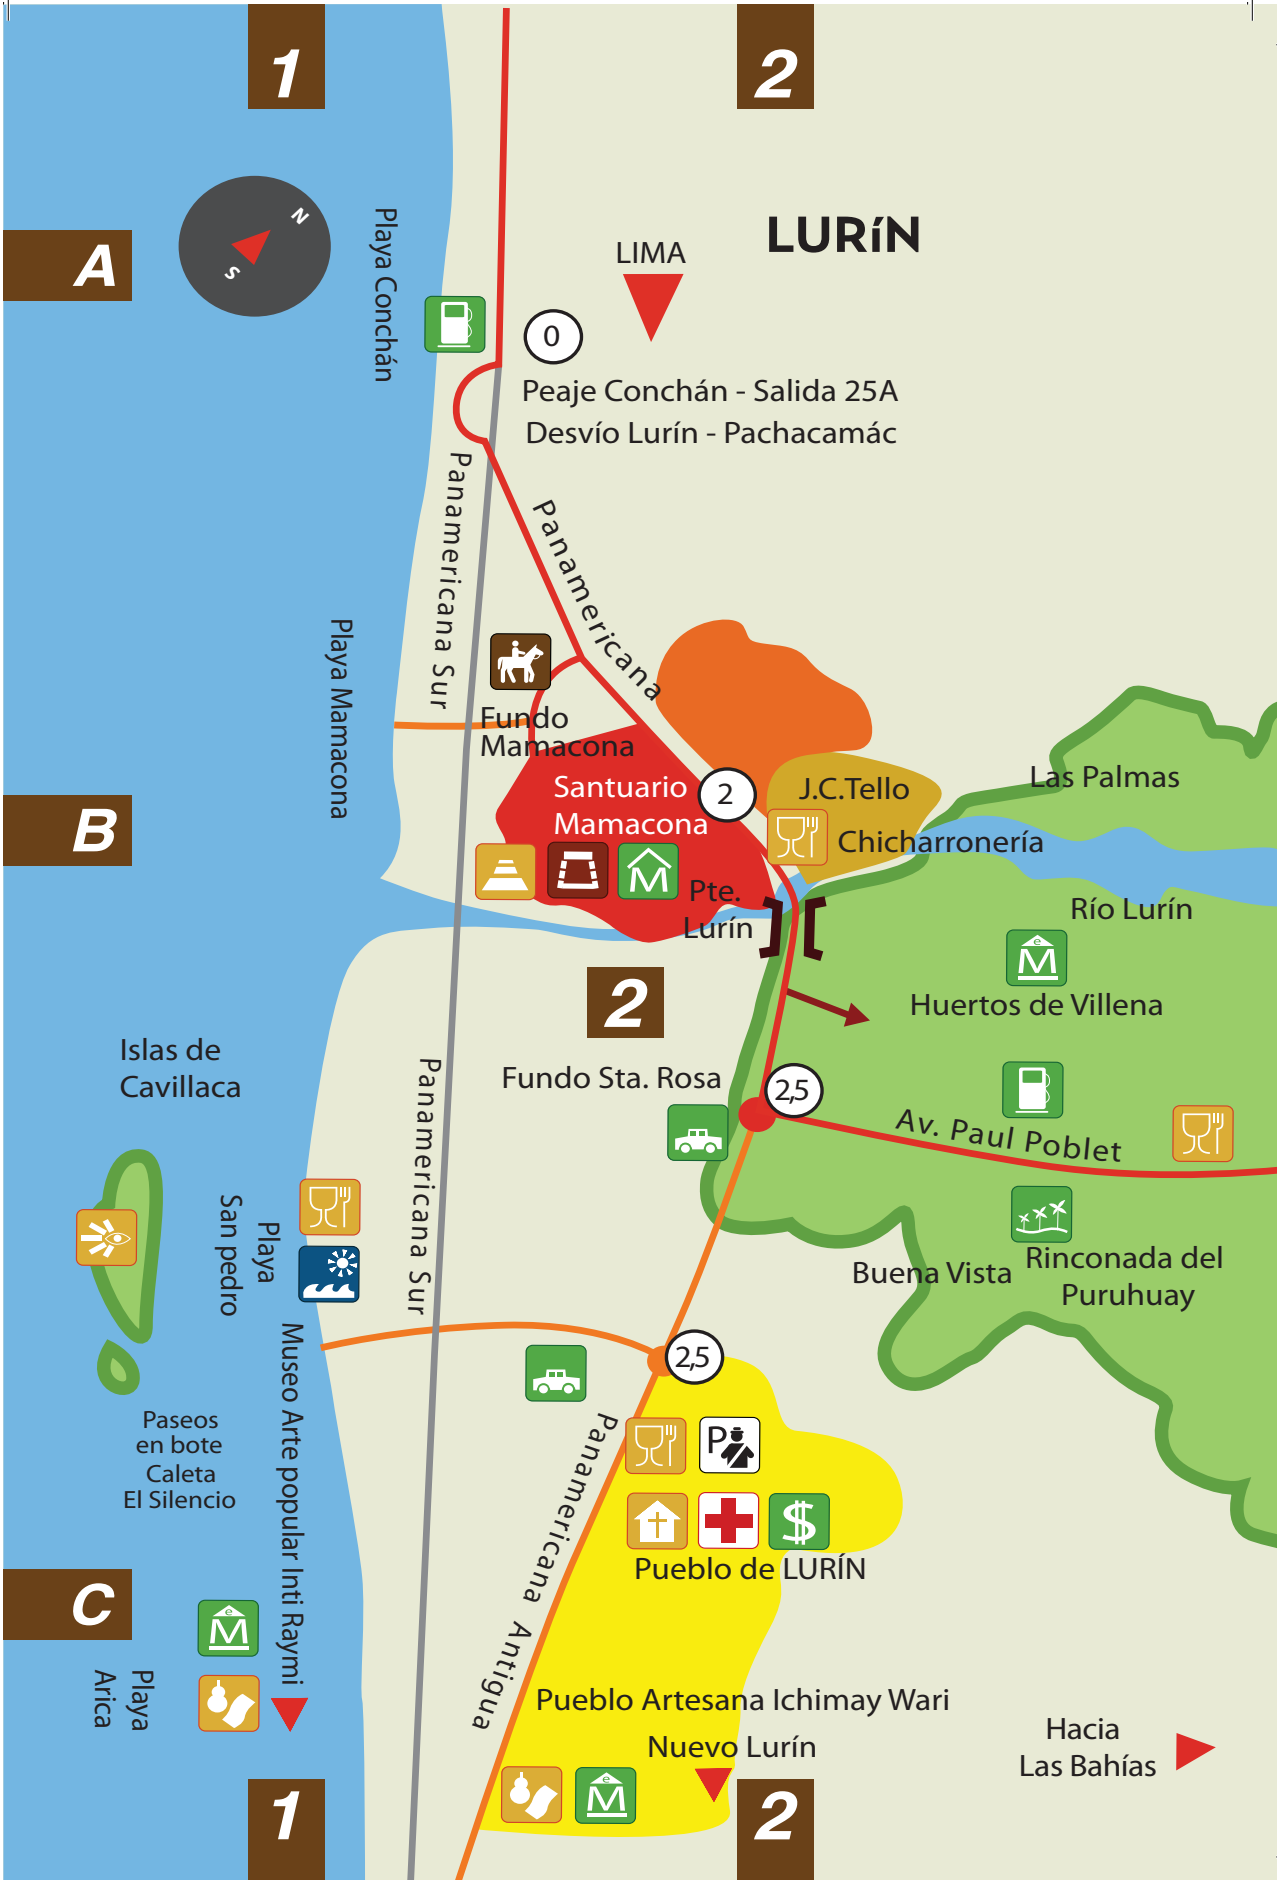 1
2
N
S
A
Playa Conchán
LURíN
LIMA
0
Peaje Conchán - Salida 25A
Desvío Lurín - Pachacamác
Panamericana Sur
Panamericana
Playa Mamacona
Fundo
Mamacona
Santuario
Mamacona
2
J.C.Tello
Las Palmas
B
Chicharronería
M
Pte.
Lurín
Río Lurín
e
M
Huertos de Villena
2
Islas de
Cavillaca
Panamericana Sur
Fundo Sta. Rosa
2,5
Av. Paul Poblet
Playa
San pedro
Buena Vista
Rinconada del
Puruhuay
Museo Arte popular Inti Raymi
2,5
Paseos
en bote
Caleta
El Silencio
Panamericana Antigua
P
$
Pueblo de LURÍN
C
e
M
Playa
Arica
Pueblo Artesana Ichimay Wari
Nuevo Lurín
e
M
Hacia
Las Bahías
1
2